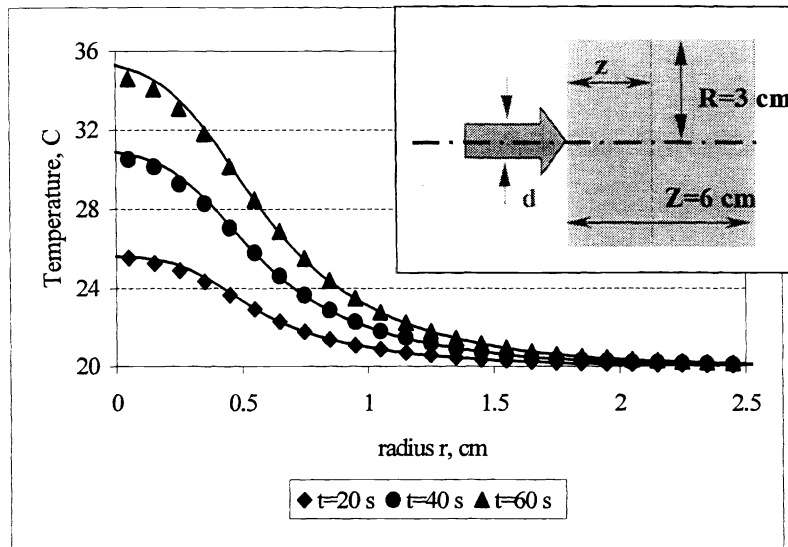 36
32
28
24
20
Temperature, C
0
0.5
1
1.5
2
2.5
radius r, cm
t=20 s
t=40 s
t=60 s
z
R=3 cm
d
Z=6 cm